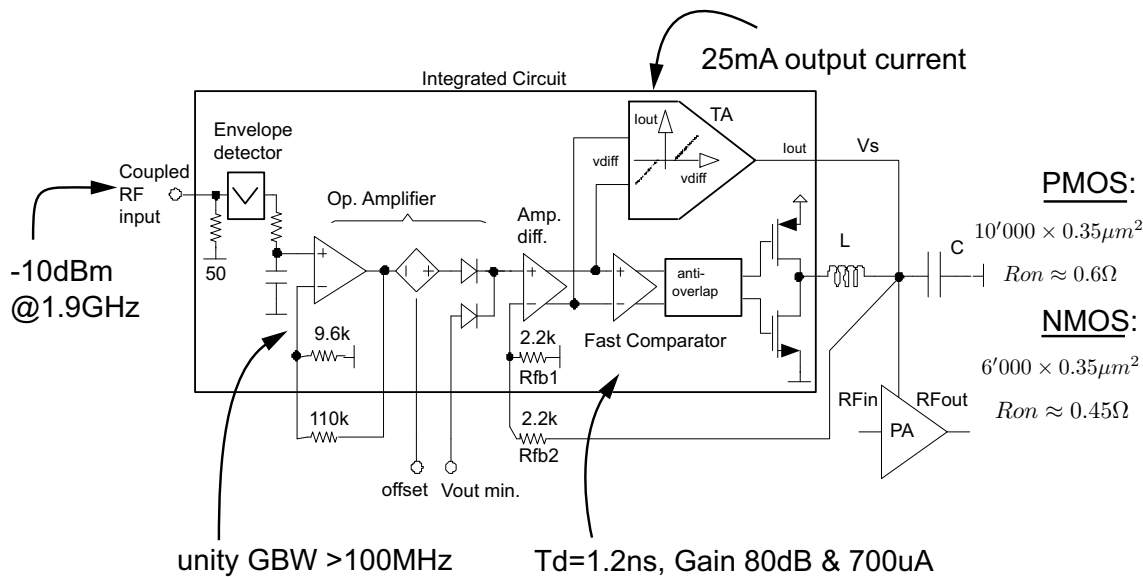 25mA output current
Integrated Circuit
TA
Iout
vdiff
vdiff
Iout
Vs
Envelope
detector
Coupled
RF
input
50
Op. Amplifier
Amp.
diff.
+
−
− +
+
−
+
−
anti-
overlap
L
C
-10dBm
@1.9GHz
9.6k
110k
2.2k
Rfb1
2.2k
Rfb2
Fast Comparator
offset
Vout min.
RFin
RFout
PA
PMOS:
10′000 × 0.35μm²
Ron ≈ 0.6Ω
NMOS:
6′000 × 0.35μm²
Ron ≈ 0.45Ω
unity GBW >100MHz
Td=1.2ns, Gain 80dB & 700uA